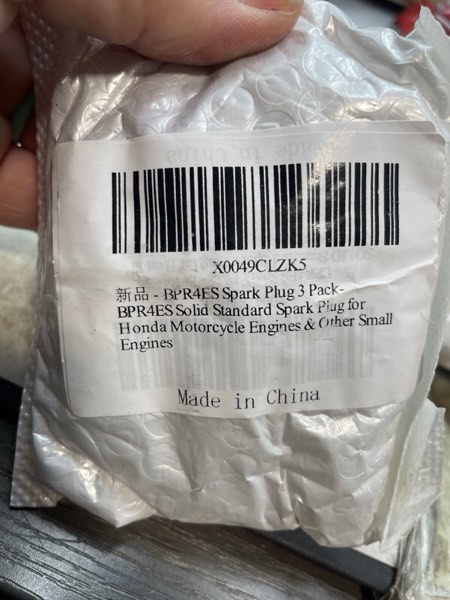 X0049CLZK5
新品 - BPR4ES Spark Plug 3 Pack-
BPR4ES Solid Standard Spark Plug for
Honda Motorcycle Engines & Other Small
Engines
Made in China